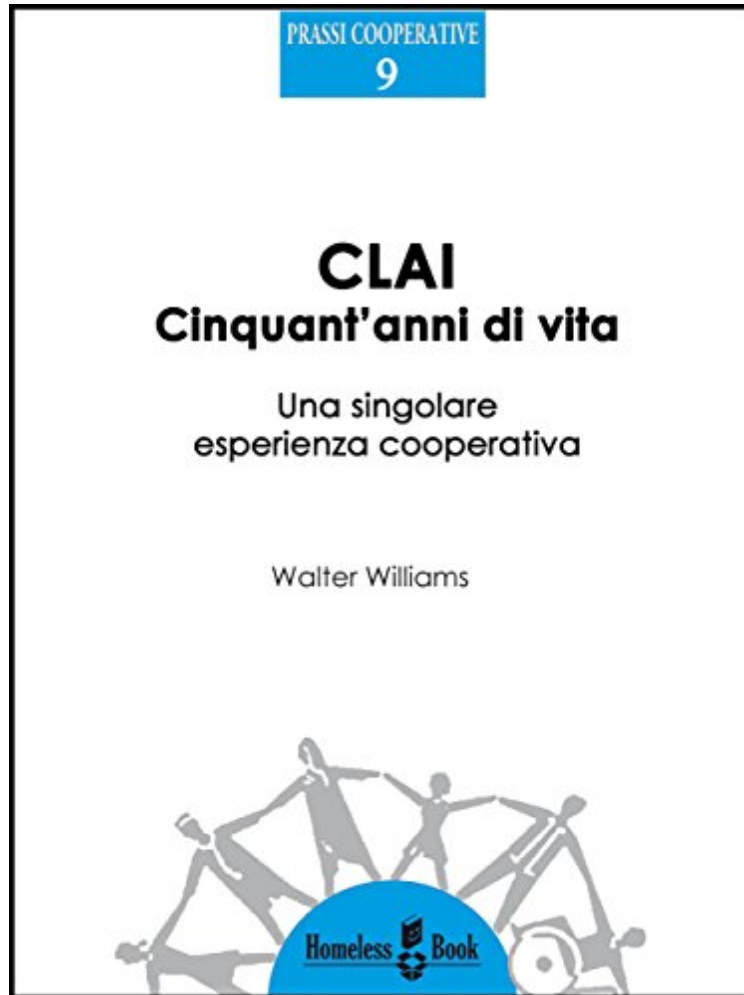 PRASSI COOPERATIVE
9
CLAI
Cinquant'anni di vita
Una singolare
esperienza cooperativa
Walter Williams
Homeless Book